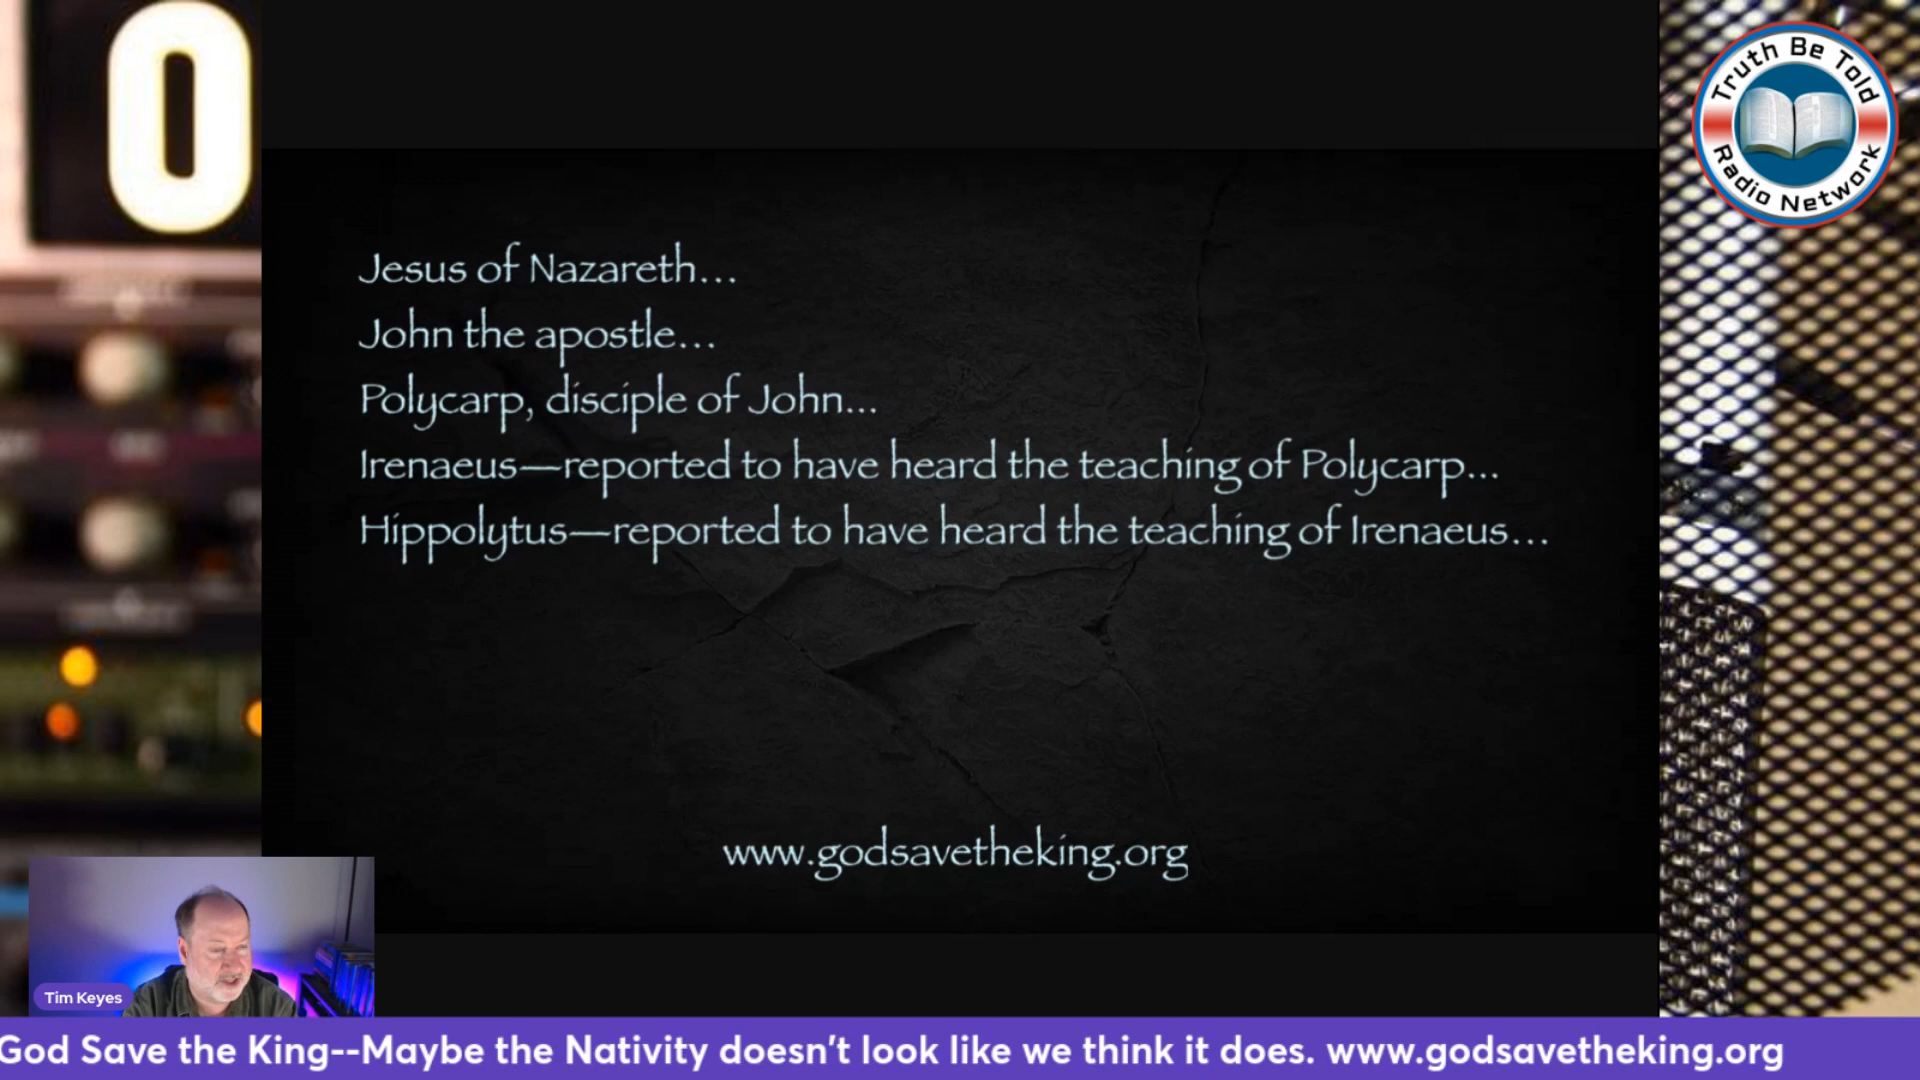 0
Truth Be Told
Radio Network
Jesus of Nazareth...
John the apostle...
Polycarp, disciple of John...
Irenaeus—reported to have heard the teaching of Polycarp...
Hippolytus—reported to have heard the teaching of Irenaeus...
www.godsavetheking.org
Tim Keyes
God Save the King--Maybe the Nativity doesn't look like we think it does. www.godsavetheking.org